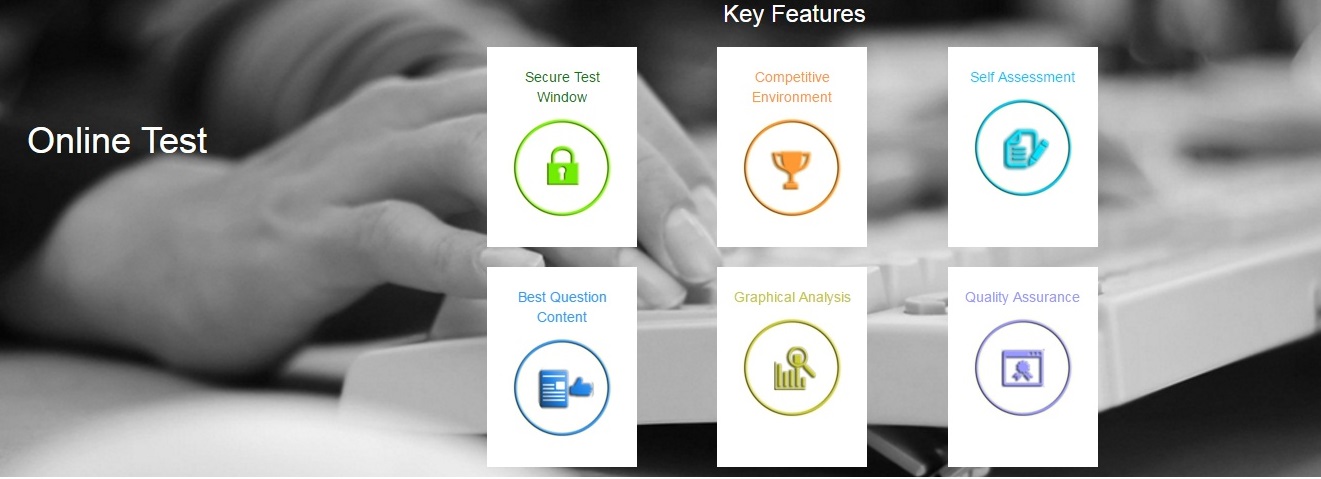 Key Features
Online Test
Secure Test
Window
Competitive
Environment
Self Assessment
Best Question
Content
Graphical Analysis
Quality Assurance